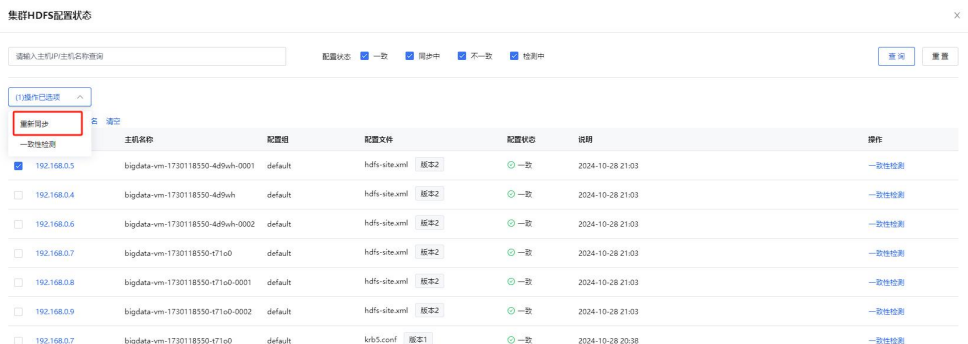 集群HDFS配置状态
请输入主机IP/主机名称查询 配置状态 一致 同步中 不一致 检测中 查询 重置
(1)操作已选项
重新同步 名 清空
一致性检测 主机名称 配置组 配置文件 配置状态 说明 操作
192.168.0.5 bigdata-vm-1730118550-4d9wh-0001 default hdfs-site.xml 版本2 一致 2024-10-28 21:03 一致性检测
192.168.0.4 bigdata-vm-1730118550-4d9wh default hdfs-site.xml 版本2 一致 2024-10-28 21:03 一致性检测
192.168.0.6 bigdata-vm-1730118550-4d9wh-0002 default hdfs-site.xml 版本2 一致 2024-10-28 21:03 一致性检测
192.168.0.7 bigdata-vm-1730118550-t71o0 default hdfs-site.xml 版本2 一致 2024-10-28 21:03 一致性检测
192.168.0.8 bigdata-vm-1730118550-t71o0-0001 default hdfs-site.xml 版本2 一致 2024-10-28 21:03 一致性检测
192.168.0.9 bigdata-vm-1730118550-t71o0-0002 default hdfs-site.xml 版本2 一致 2024-10-28 21:03 一致性检测
192.168.0.7 bigdata-vm-1730118550-t71o0 default krb5.conf 版本1 一致 2024-10-28 20:38 一致性检测